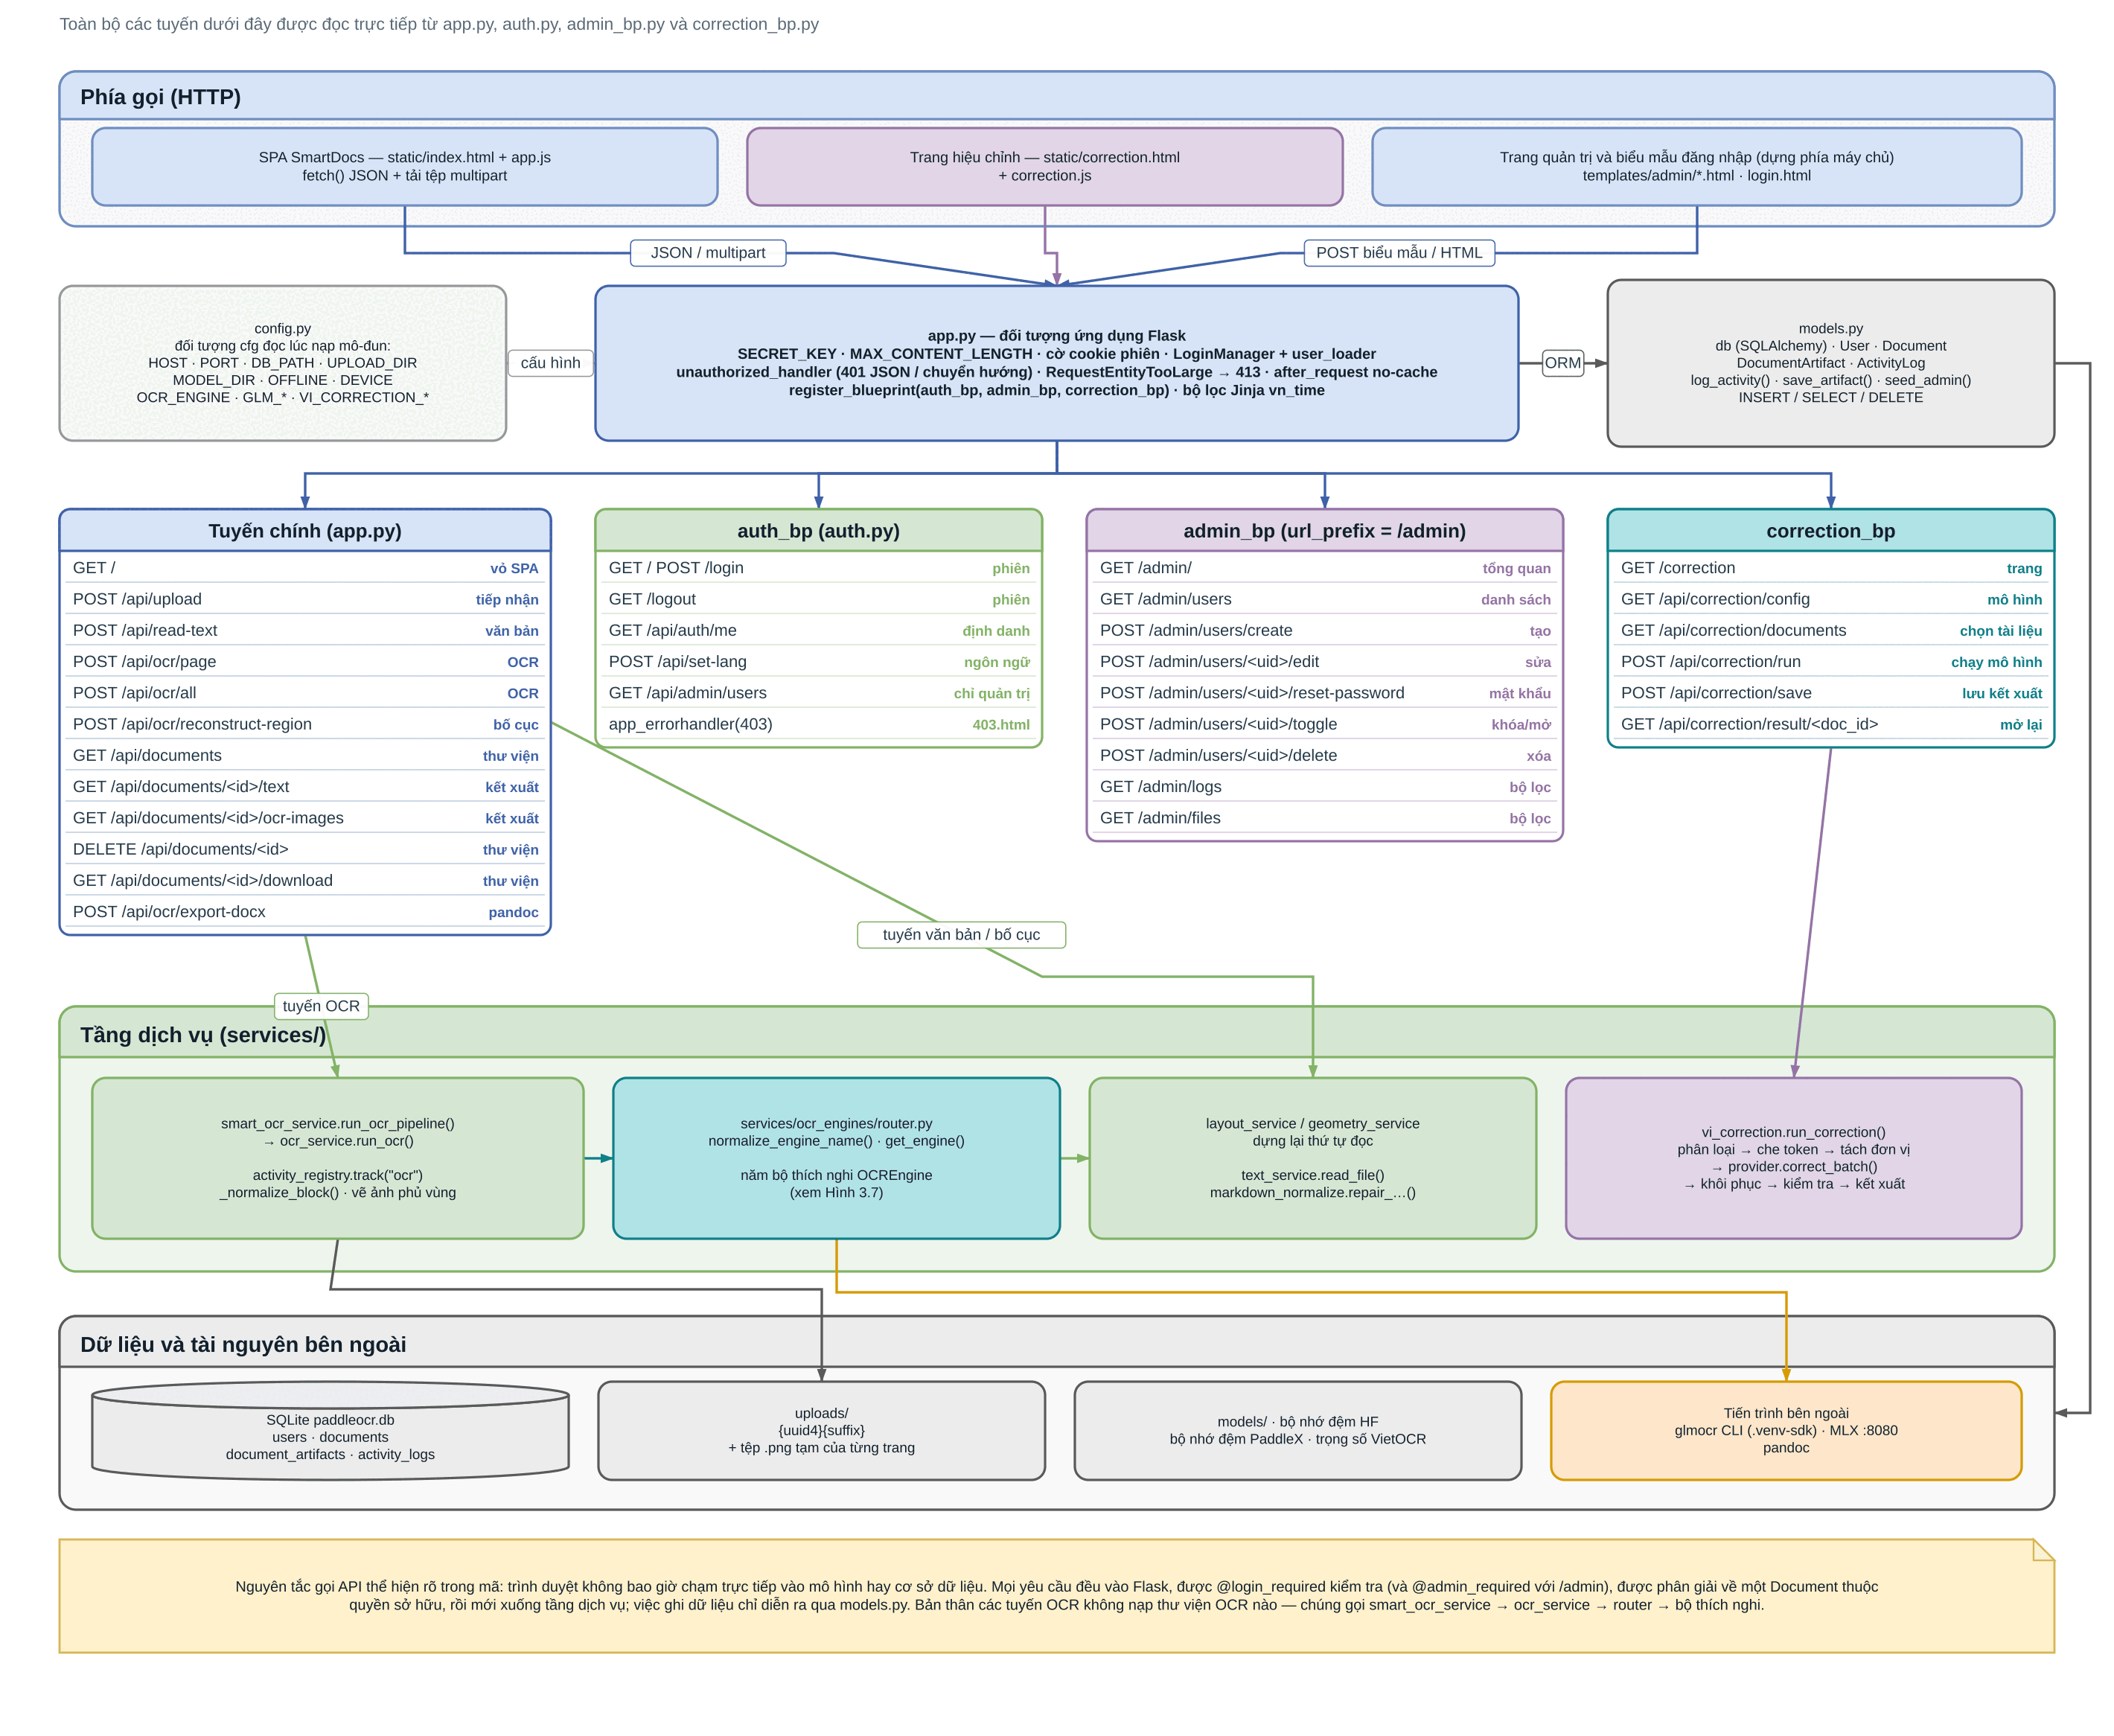 Toàn bộ các tuyến dưới đây được đọc trực tiếp từ app.py, auth.py, admin_bp.py và correction_bp.py
Phía gọi (HTTP)
SPA SmartDocs — static/index.html + app.js
fetch() JSON + tải tệp multipart
Trang hiệu chỉnh — static/correction.html
+ correction.js
Trang quản trị và biểu mẫu đăng nhập (dựng phía máy chủ)
templates/admin/*.html · login.html
JSON / multipart
POST biểu mẫu / HTML
config.py
đối tượng cfg đọc lúc nạp mô-đun:
HOST · PORT · DB_PATH · UPLOAD_DIR
MODEL_DIR · OFFLINE · DEVICE
OCR_ENGINE · GLM_* · VI_CORRECTION_*
cấu hình
app.py — đối tượng ứng dụng Flask
SECRET_KEY · MAX_CONTENT_LENGTH · cờ cookie phiên · LoginManager + user_loader
unauthorized_handler (401 JSON / chuyển hướng) · RequestEntityTooLarge → 413 · after_request no-cache
register_blueprint(auth_bp, admin_bp, correction_bp) · bộ lọc Jinja vn_time
ORM
models.py
db (SQLAlchemy) · User · Document
DocumentArtifact · ActivityLog
log_activity() · save_artifact() · seed_admin()
INSERT / SELECT / DELETE
Tuyến chính (app.py)
GET / vỏ SPA
POST /api/upload tiếp nhận
POST /api/read-text văn bản
POST /api/ocr/page OCR
POST /api/ocr/all OCR
POST /api/ocr/reconstruct-region bố cục
GET /api/documents thư viện
GET /api/documents/<id>/text kết xuất
GET /api/documents/<id>/ocr-images kết xuất
DELETE /api/documents/<id> thư viện
GET /api/documents/<id>/download thư viện
POST /api/ocr/export-docx pandoc
auth_bp (auth.py)
GET / POST /login phiên
GET /logout phiên
GET /api/auth/me định danh
POST /api/set-lang ngôn ngữ
GET /api/admin/users chỉ quản trị
app_errorhandler(403) 403.html
admin_bp (url_prefix = /admin)
GET /admin/ tổng quan
GET /admin/users danh sách
POST /admin/users/create tạo
POST /admin/users/<uid>/edit sửa
POST /admin/users/<uid>/reset-password mật khẩu
POST /admin/users/<uid>/toggle khóa/mở
POST /admin/users/<uid>/delete xóa
GET /admin/logs bộ lọc
GET /admin/files bộ lọc
correction_bp
GET /correction trang
GET /api/correction/config mô hình
GET /api/correction/documents chọn tài liệu
POST /api/correction/run chạy mô hình
POST /api/correction/save lưu kết xuất
GET /api/correction/result/<doc_id> mở lại
tuyến văn bản / bố cục
tuyến OCR
Tầng dịch vụ (services/)
smart_ocr_service.run_ocr_pipeline()
→ ocr_service.run_ocr()
activity_registry.track("ocr")
_normalize_block() · vẽ ảnh phủ vùng
services/ocr_engines/router.py
normalize_engine_name() · get_engine()
năm bộ thích nghi OCREngine
(xem Hình 3.7)
layout_service / geometry_service
dựng lại thứ tự đọc
text_service.read_file()
markdown_normalize.repair_…()
vi_correction.run_correction()
phân loại → che token → tách đơn vị
→ provider.correct_batch()
→ khôi phục → kiểm tra → kết xuất
Dữ liệu và tài nguyên bên ngoài
SQLite paddleocr.db
users · documents
document_artifacts · activity_logs
uploads/
{uuid4}{suffix}
+ tệp .png tạm của từng trang
models/ · bộ nhớ đệm HF
bộ nhớ đệm PaddleX · trọng số VietOCR
Tiến trình bên ngoài
glmocr CLI (.venv-sdk) · MLX :8080
pandoc
Nguyên tắc gọi API thể hiện rõ trong mã: trình duyệt không bao giờ chạm trực tiếp vào mô hình hay cơ sở dữ liệu. Mọi yêu cầu đều vào Flask, được @login_required kiểm tra (và @admin_required với /admin), được phân giải về một Document thuộc
quyền sở hữu, rồi mới xuống tầng dịch vụ; việc ghi dữ liệu chỉ diễn ra qua models.py. Bản thân các tuyến OCR không nạp thư viện OCR nào — chúng gọi smart_ocr_service → ocr_service → router → bộ thích nghi.